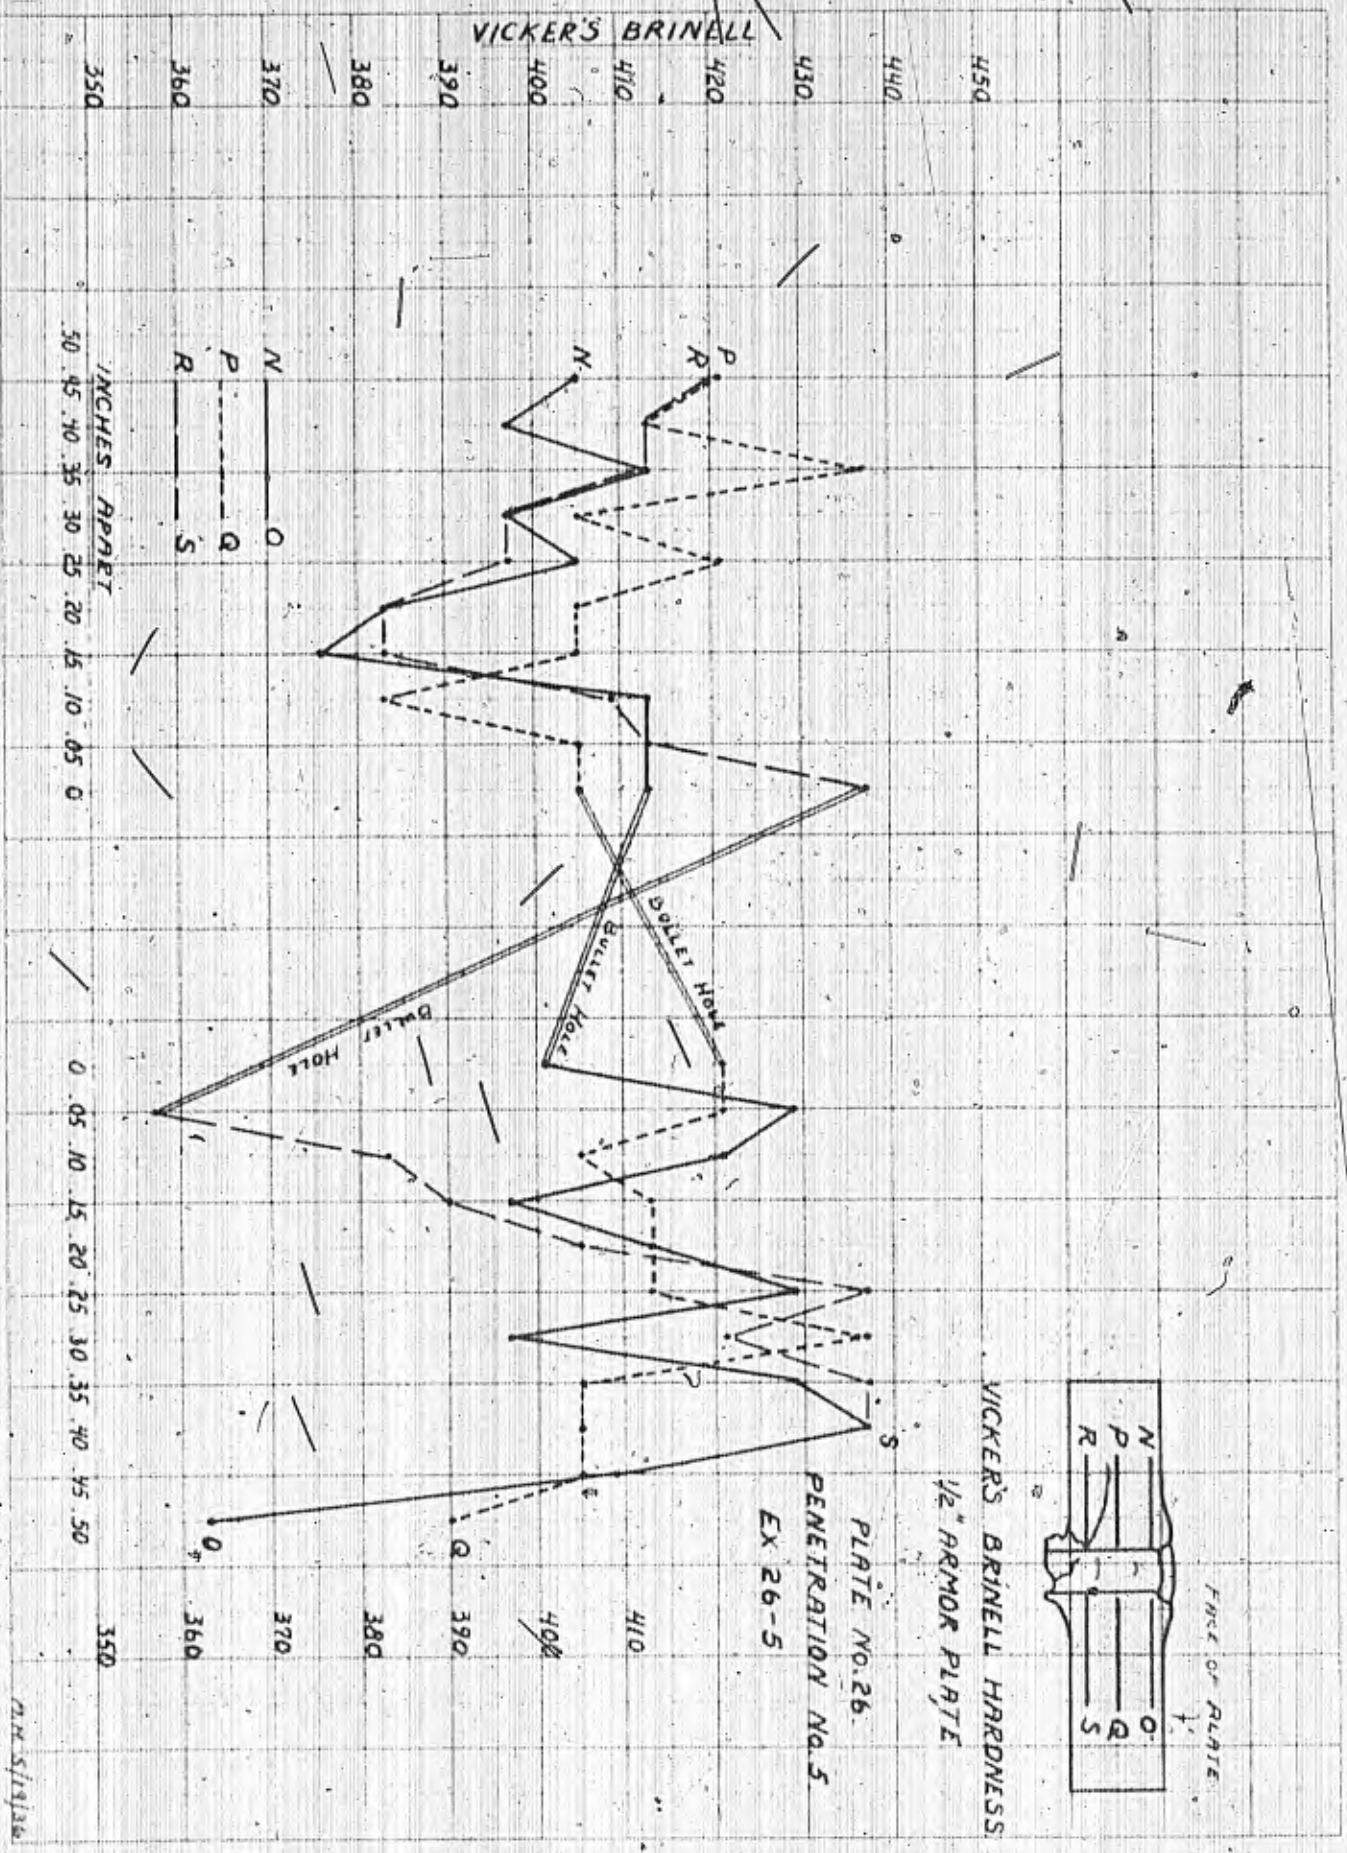 VICKER'S BRINELL
450
440
430
420
410
400
390
380
370
360
350
FACE OF PLATE
N O
P Q
R S
VICKER'S BRINELL HARDNESS
1/2" ARMOR PLATE
PLATE No. 26.
PENETRATION No. 5
EX 26-5
P
R
N
S
Q
O
BULLET HOLE
BULLET HOLE
BULLET HOLE
410
400
390
380
370
360
350
N O
P Q
R S
INCHES APART
.50 .45 .40 .35 .30 .25 .20 .15 .10 .05 0 0 .05 .10 .15 .20 .25 .30 .35 .40 .45 .50